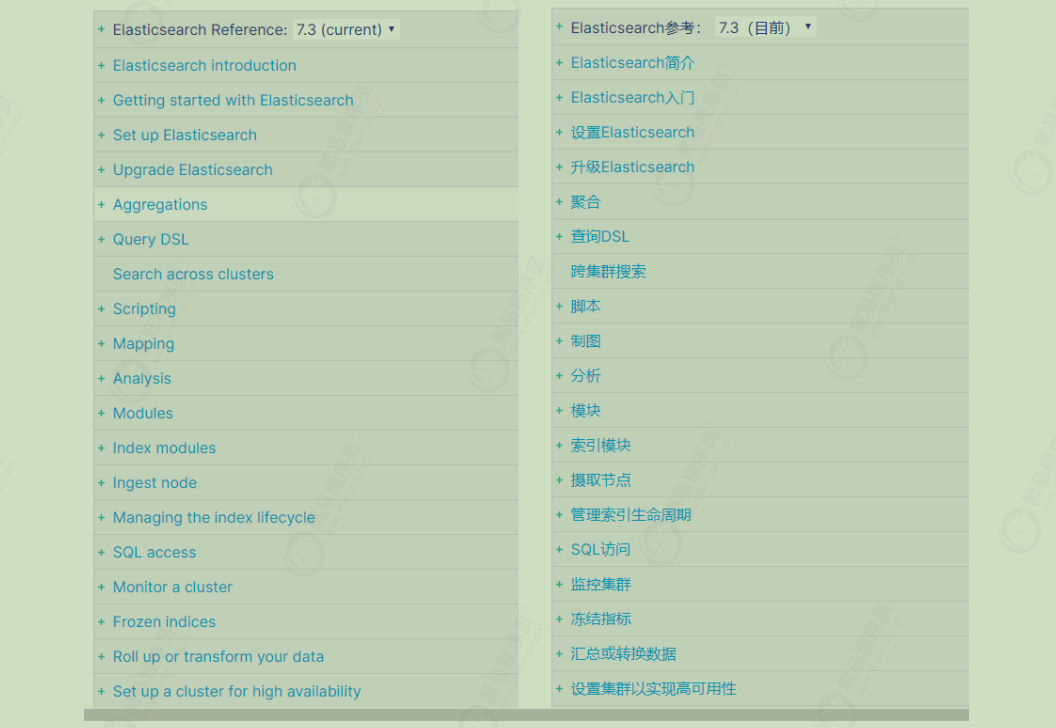 + Elasticsearch Reference: 7.3 (current) ▾
+ Elasticsearch introduction
+ Getting started with Elasticsearch
+ Set up Elasticsearch
+ Upgrade Elasticsearch
+ Aggregations
+ Query DSL
Search across clusters
+ Scripting
+ Mapping
+ Analysis
+ Modules
+ Index modules
+ Ingest node
+ Managing the index lifecycle
+ SQL access
+ Monitor a cluster
+ Frozen indices
+ Roll up or transform your data
+ Set up a cluster for high availability
+ Elasticsearch参考： 7.3（目前） ▾
+ Elasticsearch简介
+ Elasticsearch入门
+ 设置Elasticsearch
+ 升级Elasticsearch
+ 聚合
+ 查询DSL
跨集群搜索
+ 脚本
+ 制图
+ 分析
+ 模块
+ 索引模块
+ 摄取节点
+ 管理索引生命周期
+ SQL访问
+ 监控集群
+ 冻结指标
+ 汇总或转换数据
+ 设置集群以实现高可用性